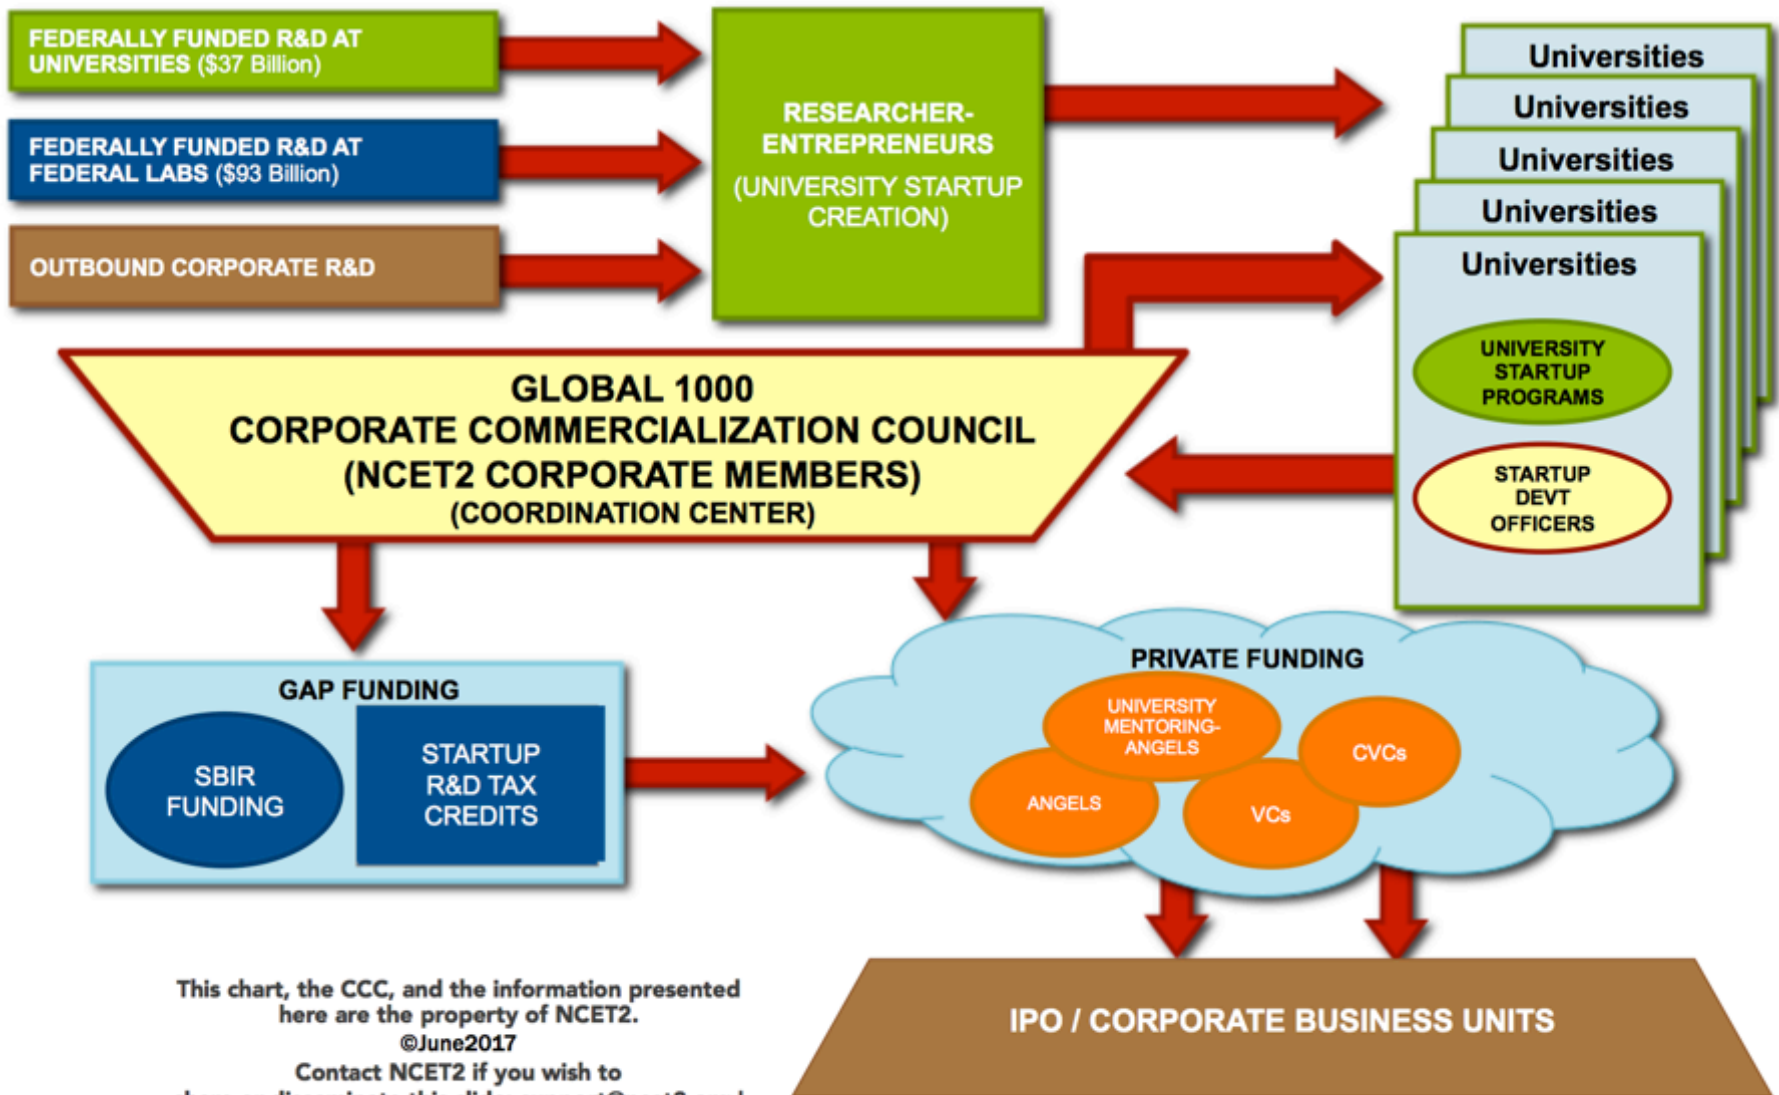 FEDERALLY FUNDED R&D AT
UNIVERSITIES ($37 Billion)
FEDERALLY FUNDED R&D AT
FEDERAL LABS ($93 Billion)
OUTBOUND CORPORATE R&D
RESEARCHER-
ENTREPRENEURS
(UNIVERSITY STARTUP
CREATION)
Universities
Universities
Universities
Universities
Universities
UNIVERSITY
STARTUP
PROGRAMS
STARTUP
DEVT
OFFICERS
GLOBAL 1000
CORPORATE COMMERCIALIZATION COUNCIL
(NCET2 CORPORATE MEMBERS)
(COORDINATION CENTER)
GAP FUNDING
SBIR
FUNDING
STARTUP
R&D TAX
CREDITS
PRIVATE FUNDING
UNIVERSITY
MENTORING-
ANGELS
CVCs
ANGELS
VCs
IPO / CORPORATE BUSINESS UNITS
This chart, the CCC, and the information presented
here are the property of NCET2.
©June2017
Contact NCET2 if you wish to